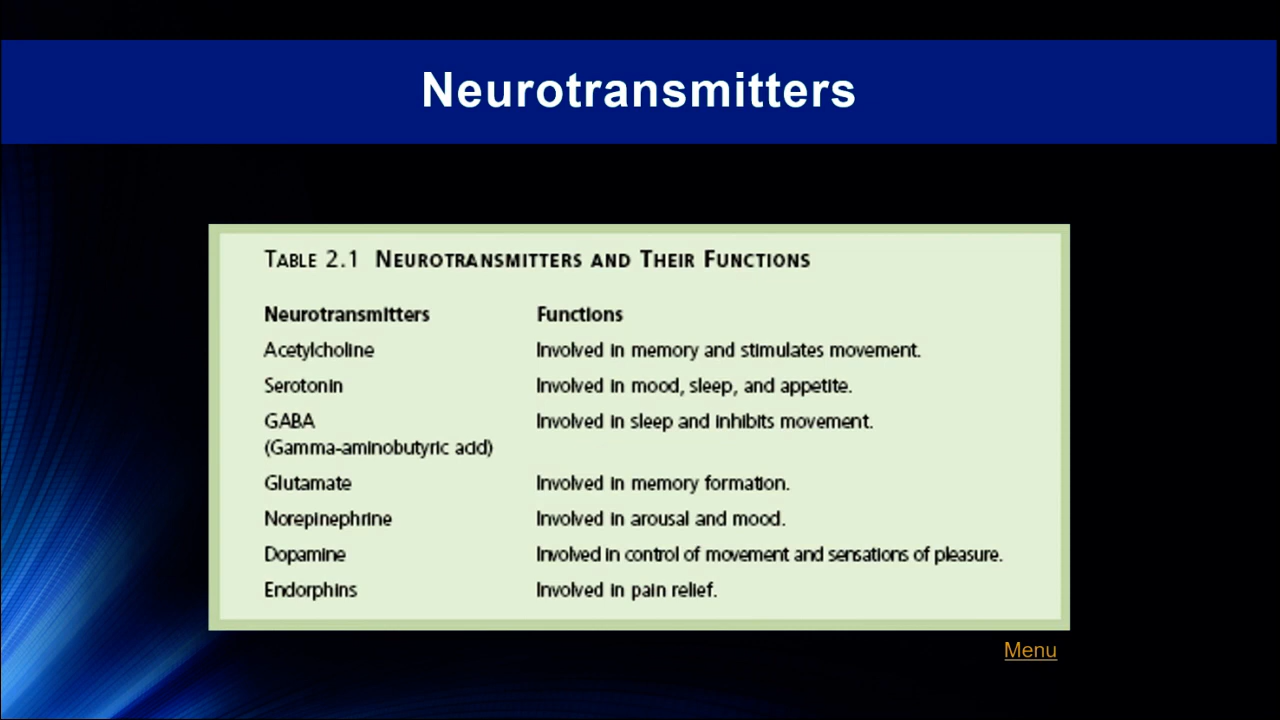 Neurotransmitters
TABLE 2.1 NEUROTRANSMITTERS AND THEIR FUNCTIONS
Neurotransmitters Functions
Acetylcholine Involved in memory and stimulates movement.
Serotonin Involved in mood, sleep, and appetite.
GABA Involved in sleep and inhibits movement.
(Gamma-aminobutyric acid)
Glutamate Involved in memory formation.
Norepinephrine Involved in arousal and mood.
Dopamine Involved in control of movement and sensations of pleasure.
Endorphins Involved in pain relief.
Menu